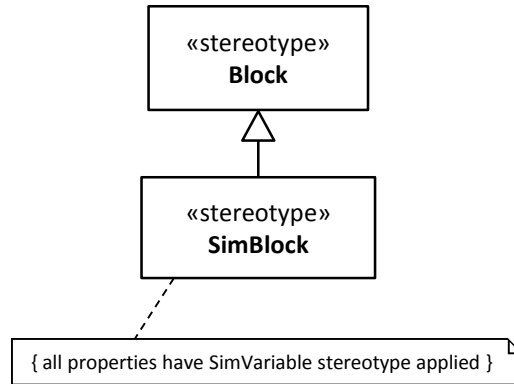 «stereotype»
Block
«stereotype»
SimBlock
{ all properties have SimVariable stereotype applied }